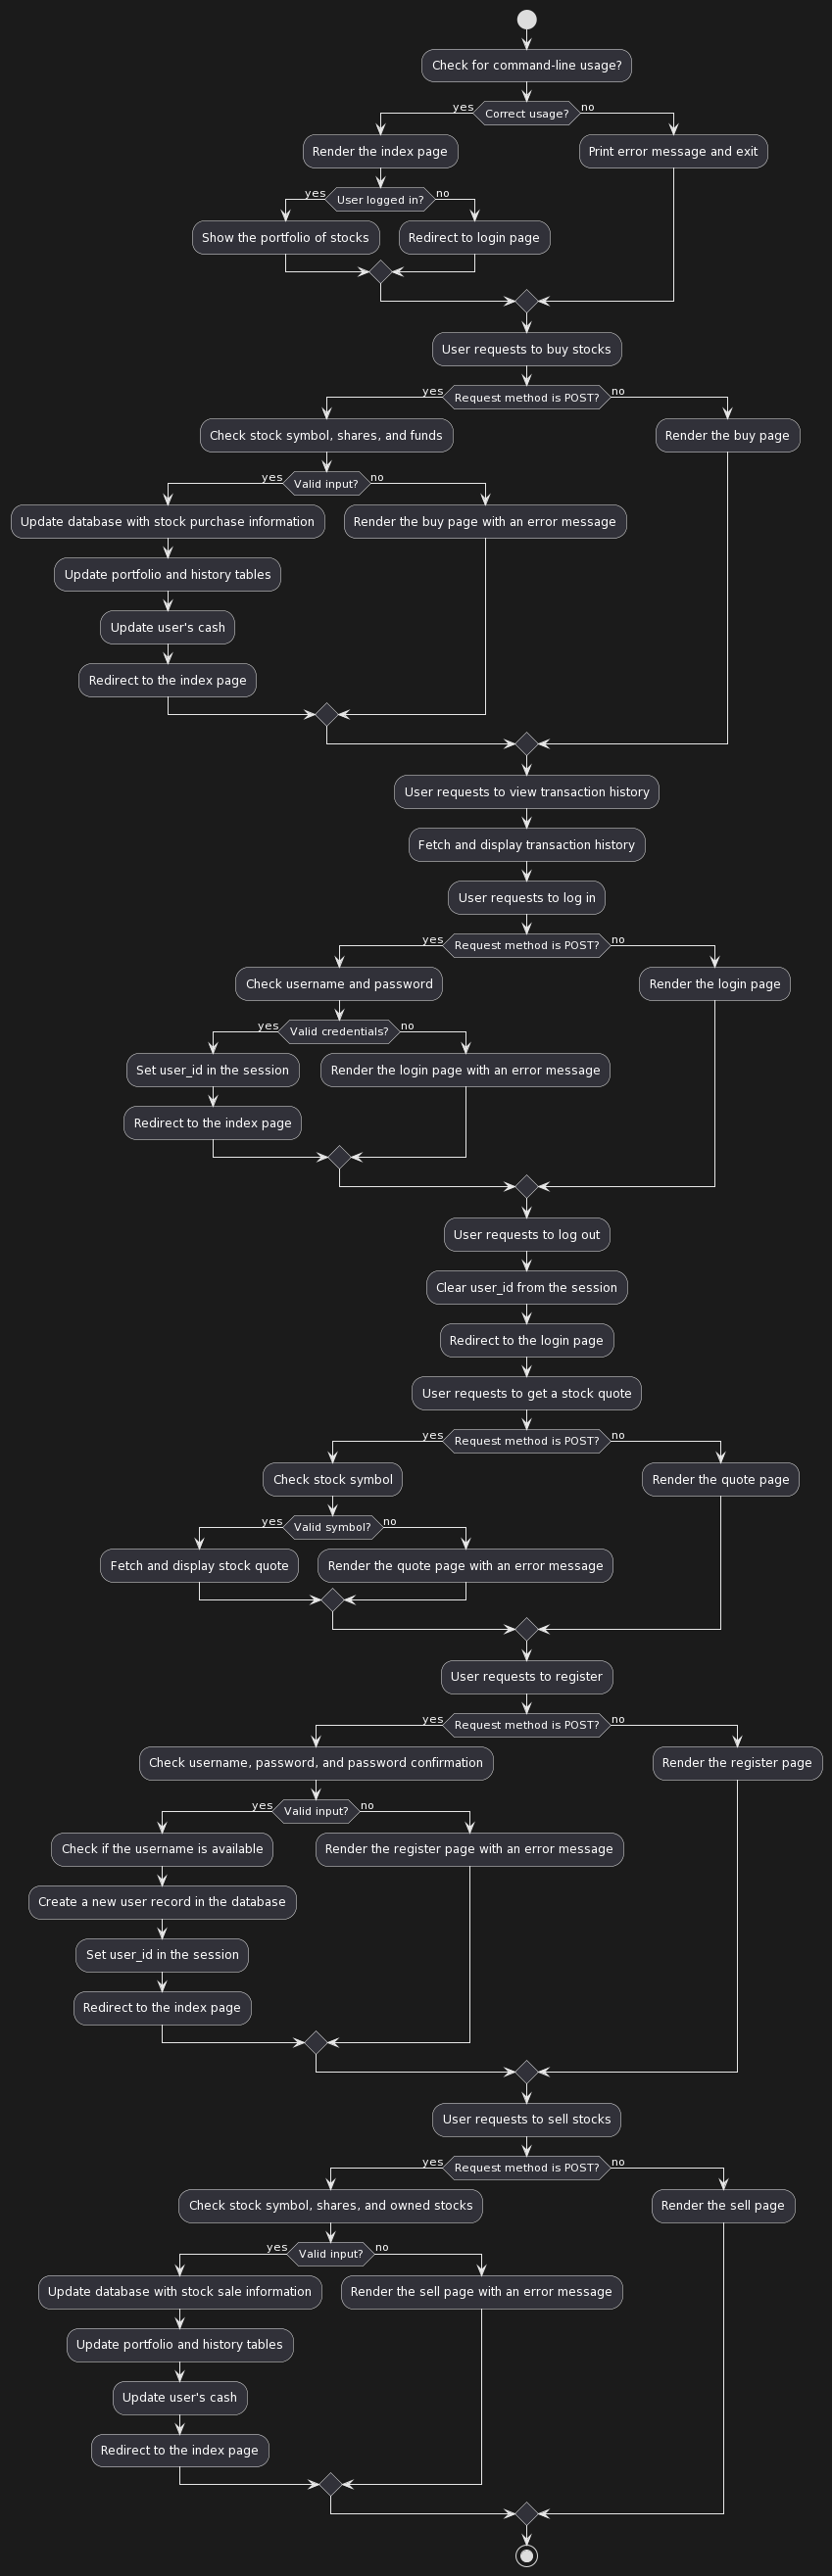 Check for command-line usage?
yes
Correct usage?
no
Render the index page
Print error message and exit
yes
User logged in?
no
Show the portfolio of stocks
Redirect to login page
User requests to buy stocks
yes
Request method is POST?
no
Check stock symbol, shares, and funds
Render the buy page
yes
Valid input?
no
Update database with stock purchase information
Render the buy page with an error message
Update portfolio and history tables
Update user's cash
Redirect to the index page
User requests to view transaction history
Fetch and display transaction history
User requests to log in
yes
Request method is POST?
no
Check username and password
Render the login page
yes
Valid credentials?
no
Set user_id in the session
Render the login page with an error message
Redirect to the index page
User requests to log out
Clear user_id from the session
Redirect to the login page
User requests to get a stock quote
yes
Request method is POST?
no
Check stock symbol
Render the quote page
yes
Valid symbol?
no
Fetch and display stock quote
Render the quote page with an error message
User requests to register
yes
Request method is POST?
no
Check username, password, and password confirmation
Render the register page
yes
Valid input?
no
Check if the username is available
Render the register page with an error message
Create a new user record in the database
Set user_id in the session
Redirect to the index page
User requests to sell stocks
yes
Request method is POST?
no
Check stock symbol, shares, and owned stocks
Render the sell page
yes
Valid input?
no
Update database with stock sale information
Render the sell page with an error message
Update portfolio and history tables
Update user's cash
Redirect to the index page